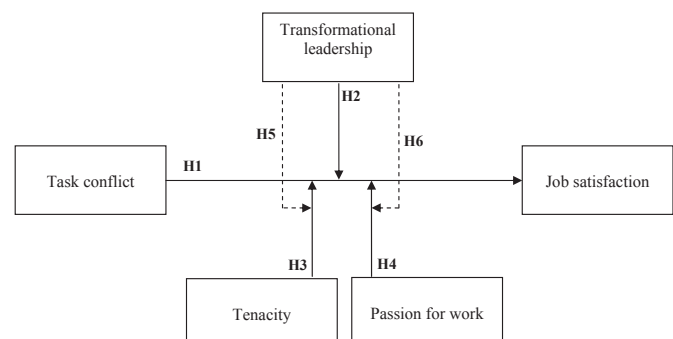 Transformational
leadership
H2
H5
H6
H1
Task conflict
Job satisfaction
H3
H4
Tenacity
Passion for work